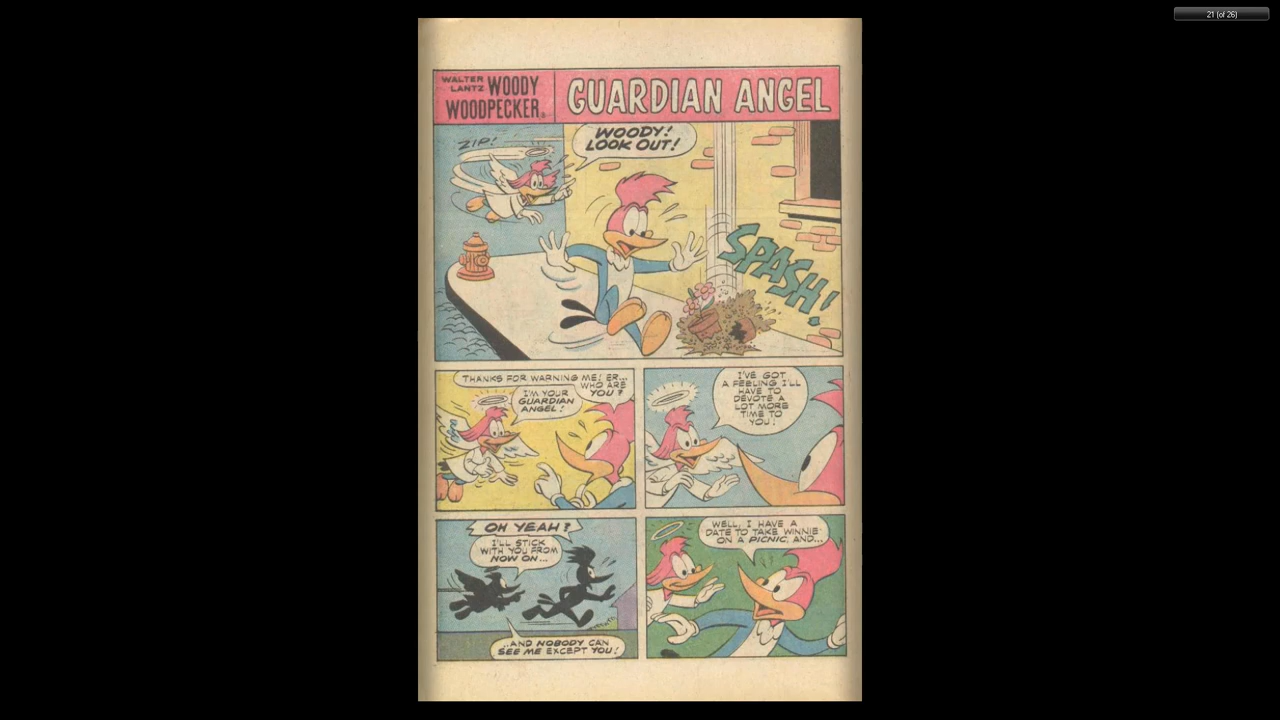 21 (of 26)
WALTER
LANTZ WOODY
WOODPECKER®
GUARDIAN ANGEL
ZIP!
WOODY!
LOOK OUT!
SPASH!
THANKS FOR WARNING ME! ER...
WHO ARE
YOU?
I'M YOUR
GUARDIAN
ANGEL!
I'VE GOT
A FEELING I'LL
HAVE TO
DEVOTE A
LOT MORE
TIME TO
YOU!
OH YEAH?
I'LL STICK
WITH YOU FROM
NOW ON...
...AND NOBODY CAN
SEE ME EXCEPT YOU!
WELL, I HAVE A
DATE TO TAKE WINNIE
ON A PICNIC, AND...